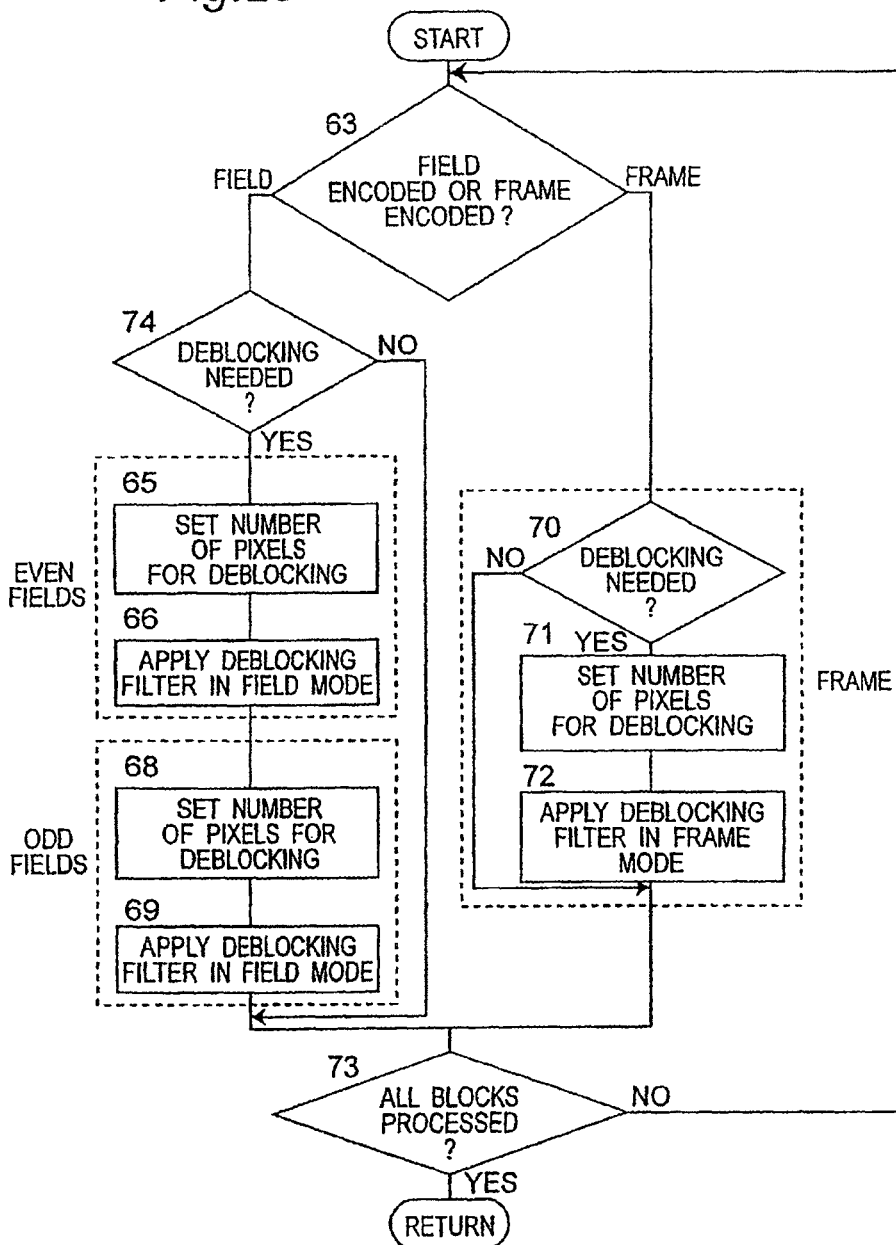 START
63
FIELD
ENCODED OR FRAME
ENCODED ?
FIELD
FRAME
74
DEBLOCKING
NEEDED
?
NO
YES
65
SET NUMBER
OF PIXELS
FOR DEBLOCKING
EVEN
FIELDS
66
APPLY DEBLOCKING
FILTER IN FIELD MODE
68
SET NUMBER
OF PIXELS FOR
DEBLOCKING
ODD
FIELDS
69
APPLY DEBLOCKING
FILTER IN FIELD MODE
70
DEBLOCKING
NEEDED
?
NO
YES
71
SET NUMBER
OF PIXELS
FOR DEBLOCKING
FRAME
72
APPLY DEBLOCKING
FILTER IN FRAME
MODE
73
ALL BLOCKS
PROCESSED
?
NO
YES
RETURN